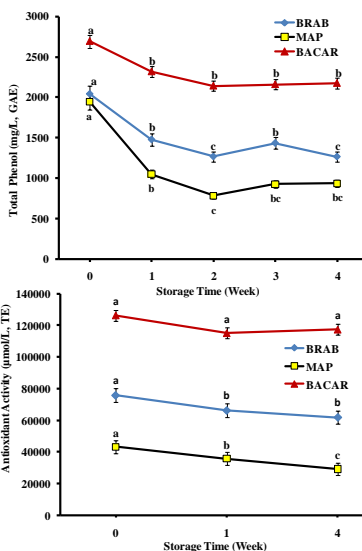 3000
2500
2000
1500
1000
500
0
Total Phenol (mg/L, GAE)
BRAB
MAP
BACAR
a
b
b
b
b
a
b
c
b
c
a
b
c
bc
bc
0 1 2 3 4
Storage Time (Week)
140000
120000
100000
80000
60000
40000
20000
0
Antioxidant Activity (µmol/L, TE)
BRAB
MAP
BACAR
a
a
a
a
b
b
a
b
c
0 1 4
Storage Time (Week)